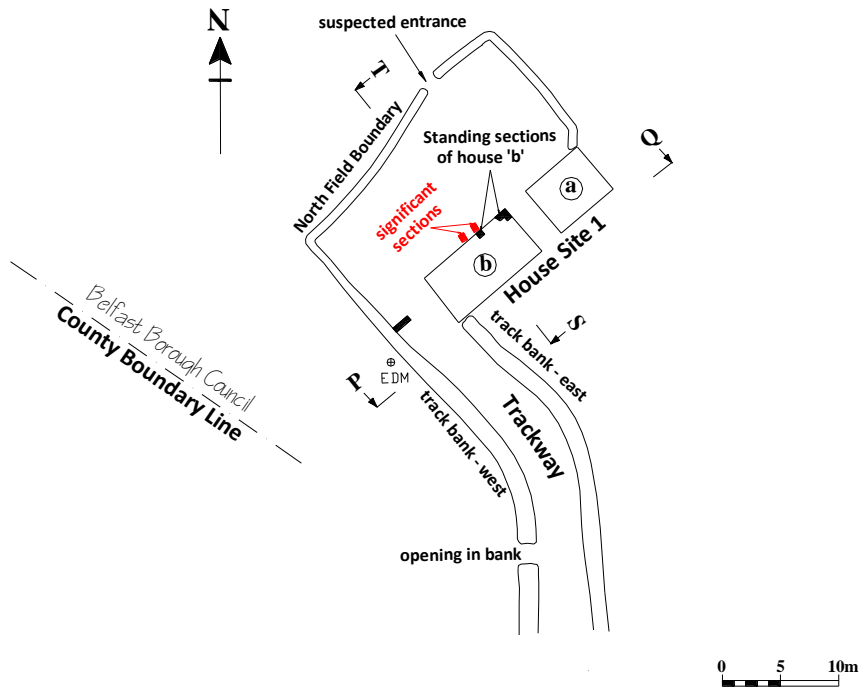 suspected entrance
N
T
North Field Boundary
Standing sections
of house 'b'
Q
a
significant
sections
b
House Site 1
S
track bank - east
Belfast Borough Council
County Boundary Line
EDM
P
track bank - west
Trackway
opening in bank
0 5 10m